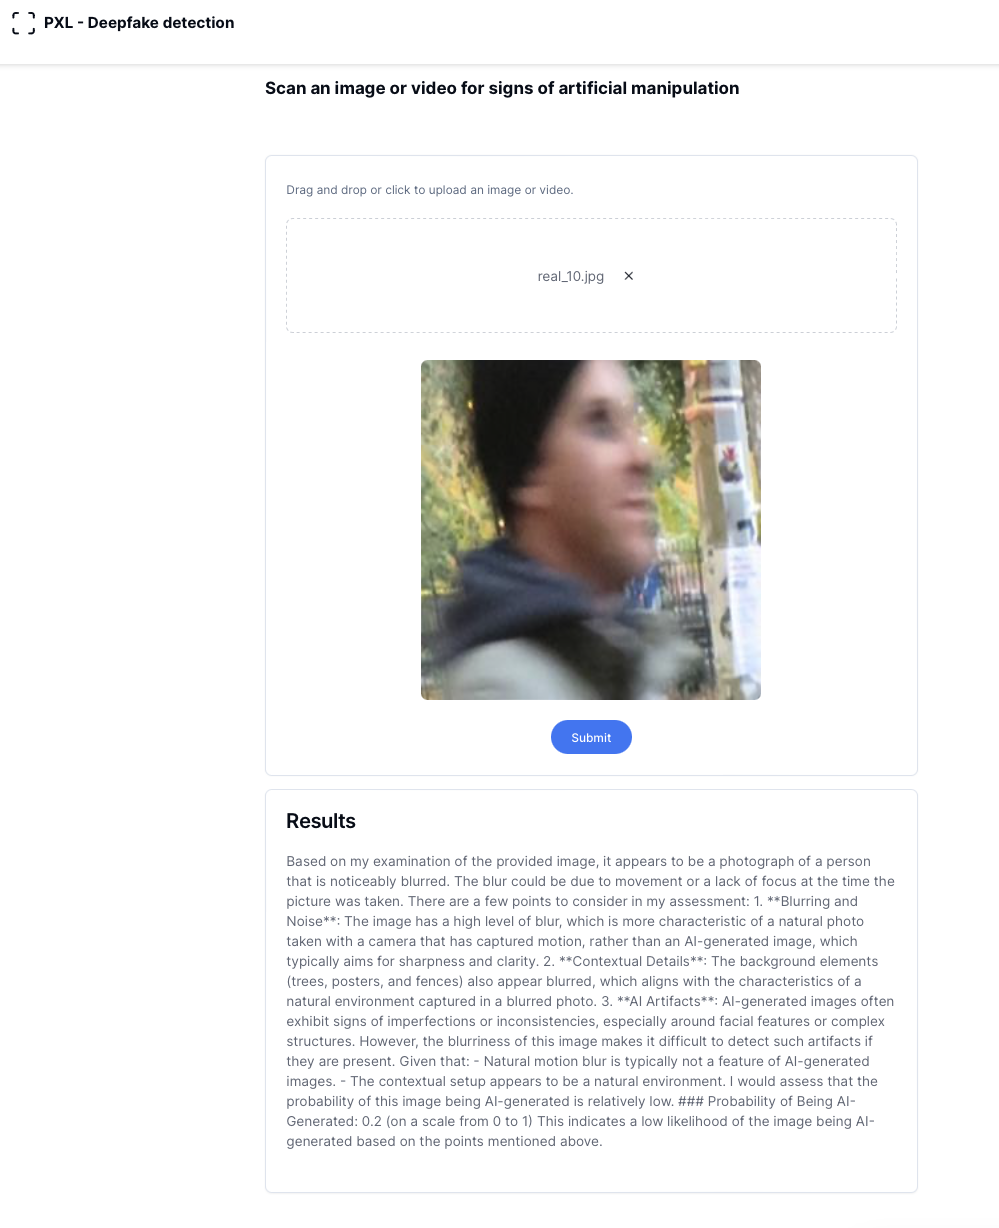 PXL - Deepfake detection
Scan an image or video for signs of artificial manipulation
Drag and drop or click to upload an image or video.
real_10.jpg ×
Submit
Results
Based on my examination of the provided image, it appears to be a photograph of a person
that is noticeably blurred. The blur could be due to movement or a lack of focus at the time the
picture was taken. There are a few points to consider in my assessment: 1. **Blurring and
Noise**: The image has a high level of blur, which is more characteristic of a natural photo
taken with a camera that has captured motion, rather than an AI-generated image, which
typically aims for sharpness and clarity. 2. **Contextual Details**: The background elements
(trees, posters, and fences) also appear blurred, which aligns with the characteristics of a
natural environment captured in a blurred photo. 3. **AI Artifacts**: AI-generated images often
exhibit signs of imperfections or inconsistencies, especially around facial features or complex
structures. However, the blurriness of this image makes it difficult to detect such artifacts if
they are present. Given that: - Natural motion blur is typically not a feature of AI-generated
images. - The contextual setup appears to be a natural environment. I would assess that the
probability of this image being AI-generated is relatively low. ### Probability of Being AI-
Generated: 0.2 (on a scale from 0 to 1) This indicates a low likelihood of the image being AI-
generated based on the points mentioned above.